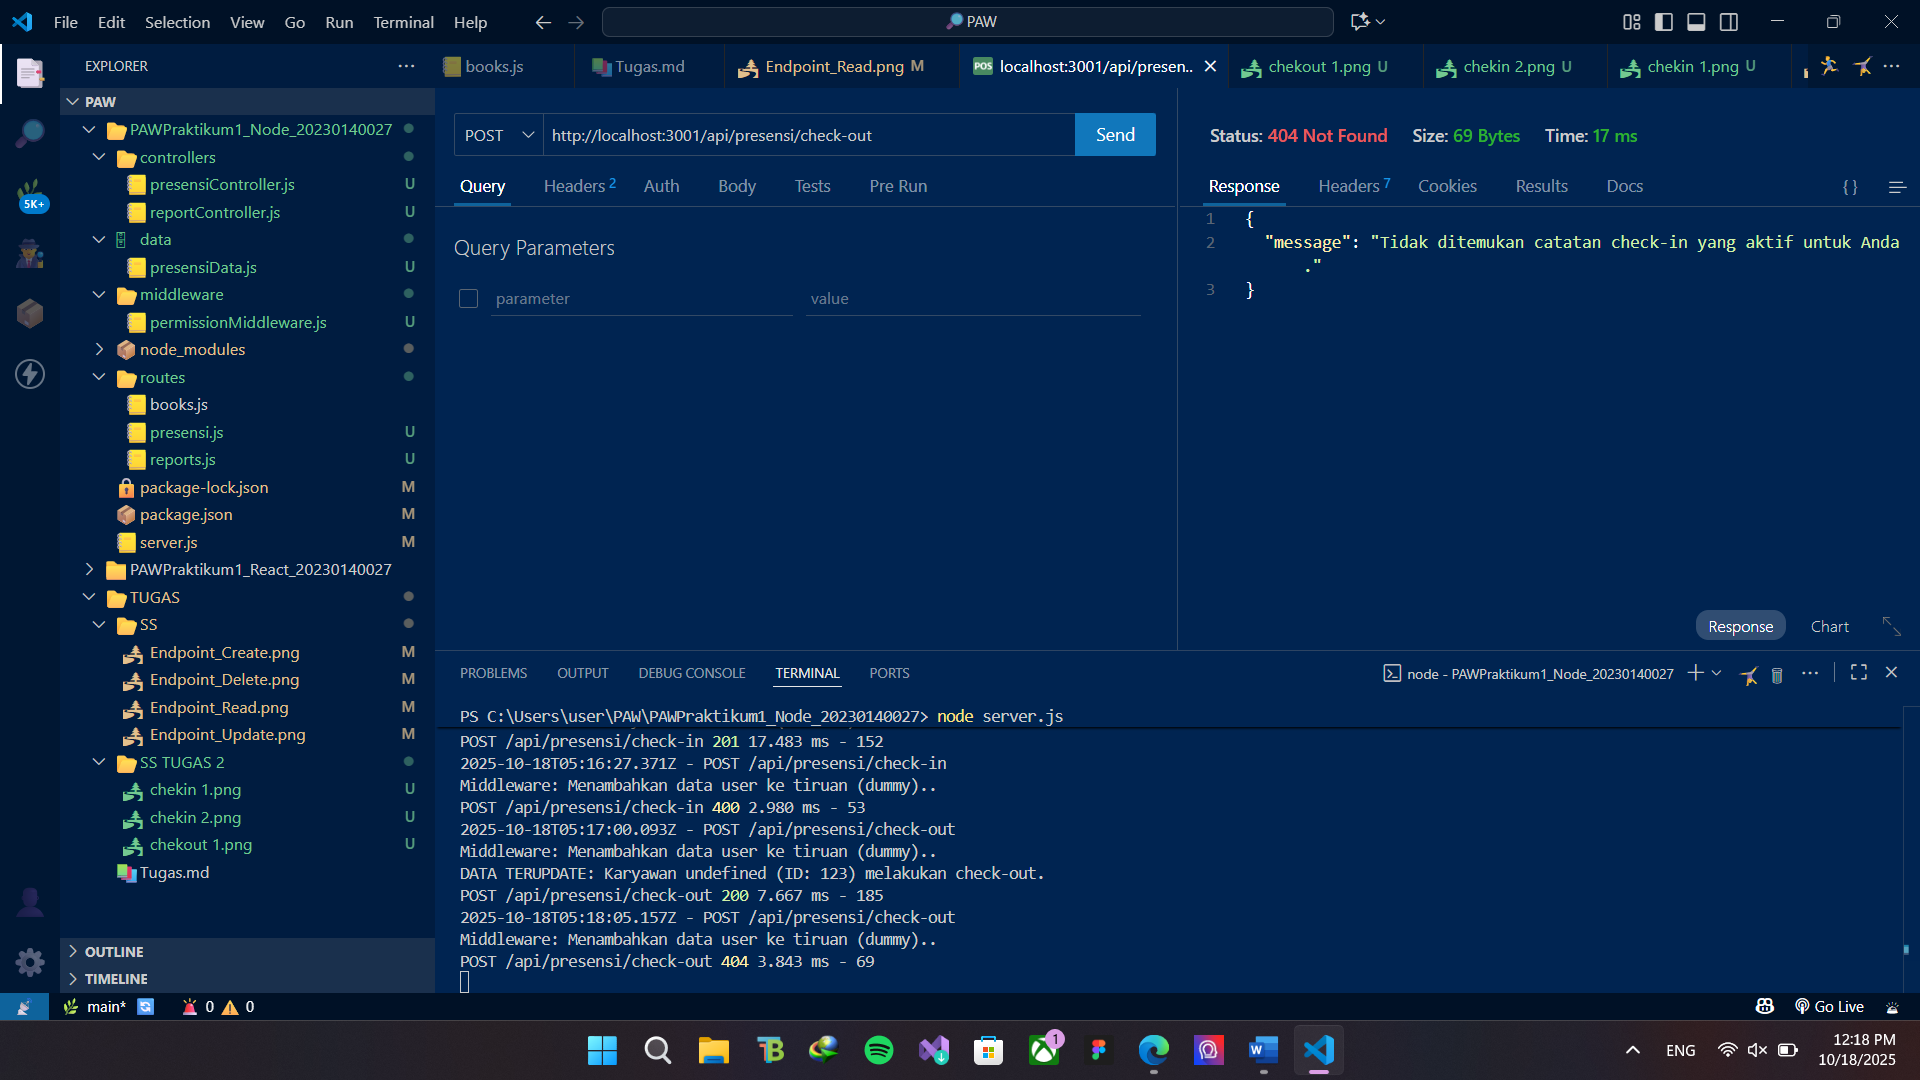 File Edit Selection View Go Run Terminal Help
PAW
EXPLORER
books.js
Tugas.md
Endpoint_Read.png M
POS localhost:3001/api/presen..
chekout 1.png U
chekin 2.png U
chekin 1.png U
PAW
PAWPraktikum1_Node_20230140027
controllers
presensiController.js U
reportController.js U
data
presensiData.js U
middleware
permissionMiddleware.js U
node_modules
routes
books.js
presensi.js U
reports.js U
package-lock.json M
package.json M
server.js M
PAWPraktikum1_React_20230140027
TUGAS
SS
Endpoint_Create.png M
Endpoint_Delete.png M
Endpoint_Read.png M
Endpoint_Update.png M
SS TUGAS 2
chekin 1.png U
chekin 2.png U
chekout 1.png U
Tugas.md
OUTLINE
TIMELINE
5K+
POST http://localhost:3001/api/presensi/check-out Send
Query Headers 2 Auth Body Tests Pre Run
Query Parameters
parameter value
Status: 404 Not Found Size: 69 Bytes Time: 17 ms
Response Headers 7 Cookies Results Docs { }
1 {
2 "message": "Tidak ditemukan catatan check-in yang aktif untuk Anda
."
3 }
Response Chart
PROBLEMS OUTPUT DEBUG CONSOLE TERMINAL PORTS
node - PAWPraktikum1_Node_20230140027
PS C:\Users\user\PAW\PAWPraktikum1_Node_20230140027> node server.js
POST /api/presensi/check-in 201 17.483 ms - 152
2025-10-18T05:16:27.371Z - POST /api/presensi/check-in
Middleware: Menambahkan data user ke tiruan (dummy)..
POST /api/presensi/check-in 400 2.980 ms - 53
2025-10-18T05:17:00.093Z - POST /api/presensi/check-out
Middleware: Menambahkan data user ke tiruan (dummy)..
DATA TERUPDATE: Karyawan undefined (ID: 123) melakukan check-out.
POST /api/presensi/check-out 200 7.667 ms - 185
2025-10-18T05:18:05.157Z - POST /api/presensi/check-out
Middleware: Menambahkan data user ke tiruan (dummy)..
POST /api/presensi/check-out 404 3.843 ms - 69
main* 0 0
Go Live
1
ENG
12:18 PM
10/18/2025